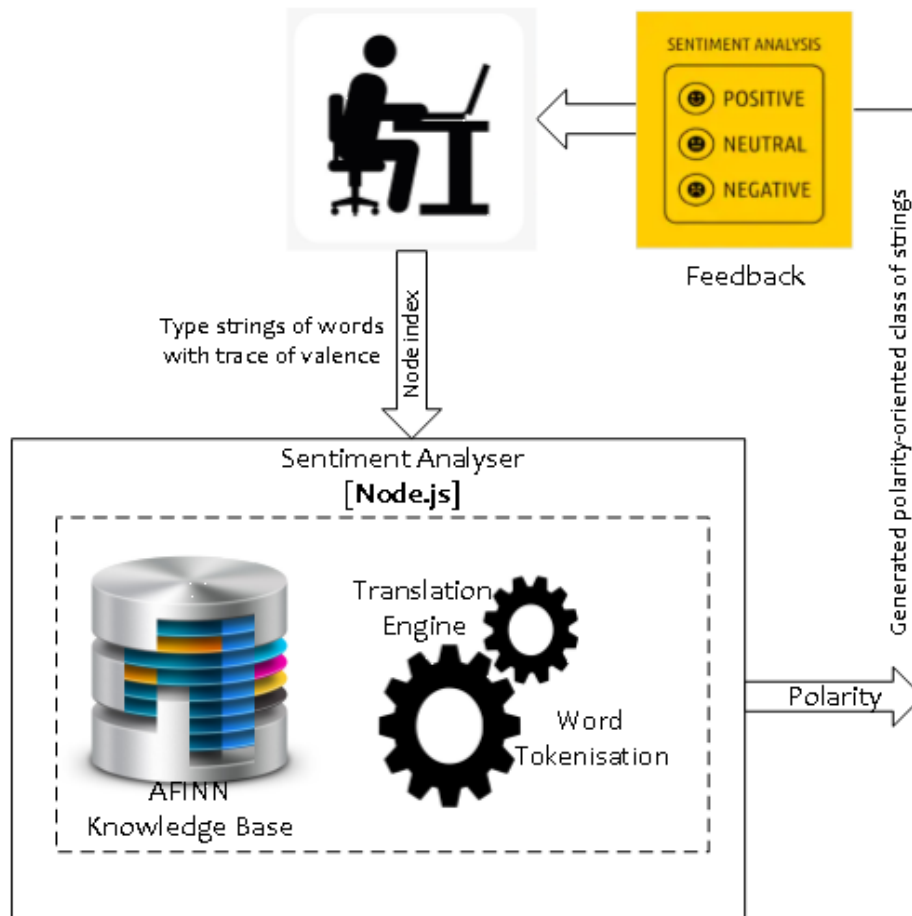 SENTIMENT ANALYSIS
POSITIVE
NEUTRAL
NEGATIVE
Feedback
Generated polarity-oriented class of strings
Type strings of words
with trace of valence
Node index
Sentiment Analyser
[Node.js]
Translation
Engine
Word
Tokenisation
AFINN
Knowledge Base
Polarity